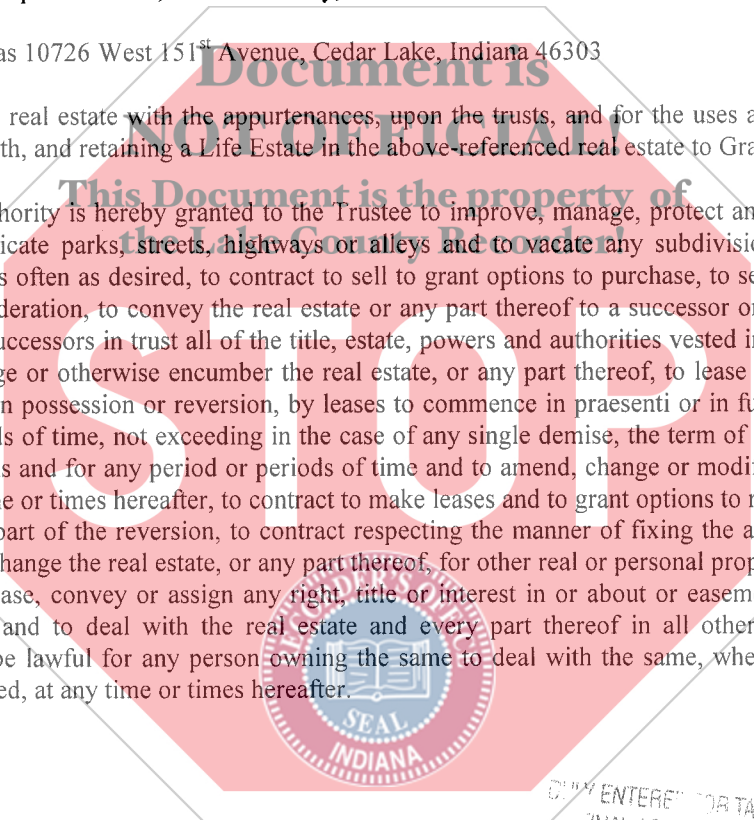 as 10726 West 151st Avenue, Cedar Lake, Indiana 46303
Document is
real estate with the appurtenances, upon the trusts, and for the uses a
NOT OFFICIAL!
th, and retaining a Life Estate in the above-referenced real estate to Gra
This Document is the property of
hority is hereby granted to the Trustee to improve, manage, protect an
the Lake County Recorder!
icate parks, streets, highways or alleys and to vacate any subdivisi
s often as desired, to contract to sell to grant options to purchase, to se
deration, to convey the real estate or any part thereof to a successor o
uccessors in trust all of the title, estate, powers and authorities vested i
ge or otherwise encumber the real estate, or any part thereof, to lease
n possession or reversion, by leases to commence in praesenti or in f
ls of time, not exceeding in the case of any single demise, the term of
STOP
s and for any period or periods of time and to amend, change or modi
e or times hereafter, to contract to make leases and to grant options to
part of the reversion, to contract respecting the manner of fixing the a
hange the real estate, or any part thereof, for other real or personal prop
ase, convey or assign any right, title or interest in or about or easem
and to deal with the real estate and every part thereof in all other
be lawful for any person owning the same to deal with the same, whe
ed, at any time or times hereafter.
RECORDER'S OFFICE
SEAL
INDIANA